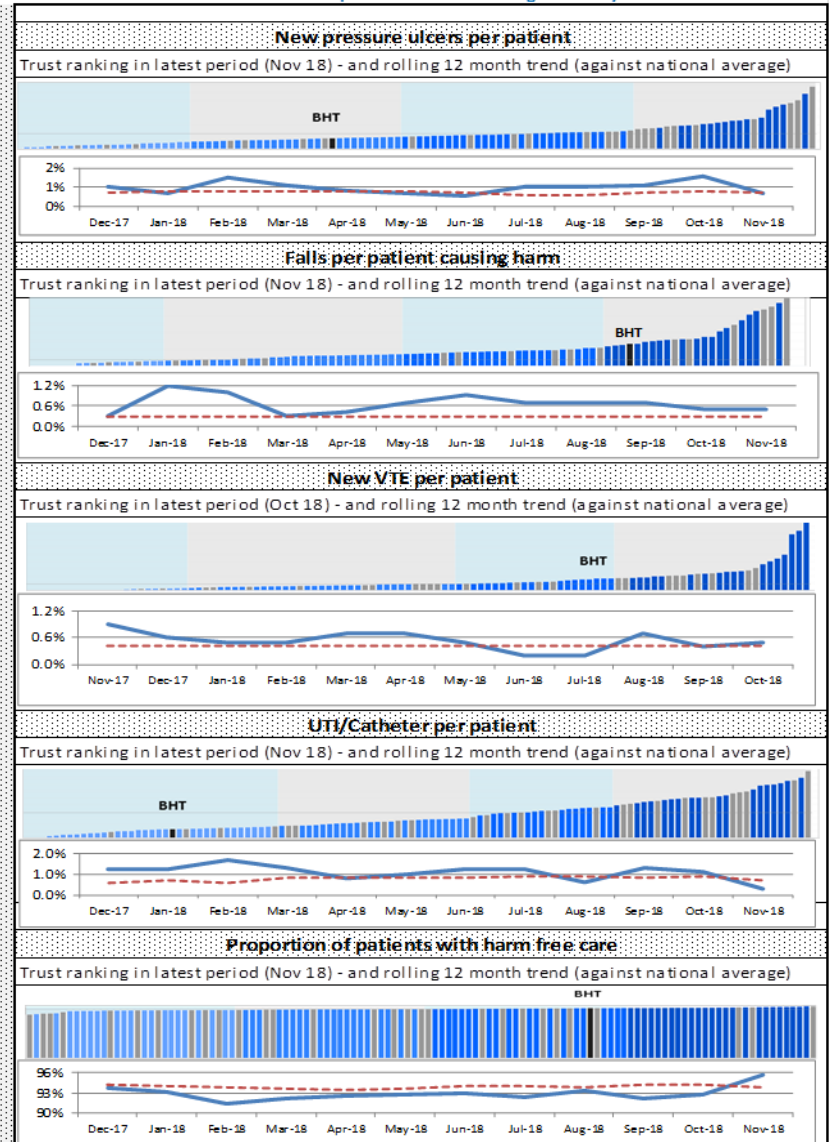 New pressure ulcers per patient
Trust ranking in latest period (Nov 18) - and rolling 12 month trend (against national average)
BHT
2%
1%
0%
Dec-17 Jan-18 Feb-18 Mar-18 Apr-18 May-18 Jun-18 Jul-18 Aug-18 Sep-18 Oct-18 Nov-18
Falls per patient causing harm
Trust ranking in latest period (Nov 18) - and rolling 12 month trend (against national average)
BHT
1.2%
0.6%
0.0%
Dec-17 Jan-18 Feb-18 Mar-18 Apr-18 May-18 Jun-18 Jul-18 Aug-18 Sep-18 Oct-18 Nov-18
New VTE per patient
Trust ranking in latest period (Oct 18) - and rolling 12 month trend (against national average)
BHT
1.2%
0.6%
0.0%
Nov-17 Dec-17 Jan-18 Feb-18 Mar-18 Apr-18 May-18 Jun-18 Jul-18 Aug-18 Sep-18 Oct-18
UTI/Catheter per patient
Trust ranking in latest period (Nov 18) - and rolling 12 month trend (against national average)
BHT
2.0%
1.0%
0.0%
Dec-17 Jan-18 Feb-18 Mar-18 Apr-18 May-18 Jun-18 Jul-18 Aug-18 Sep-18 Oct-18 Nov-18
Proportion of patients with harm free care
Trust ranking in latest period (Nov 18) - and rolling 12 month trend (against national average)
BHT
96%
93%
90%
Dec-17 Jan-18 Feb-18 Mar-18 Apr-18 May-18 Jun-18 Jul-18 Aug-18 Sep-18 Oct-18 Nov-18